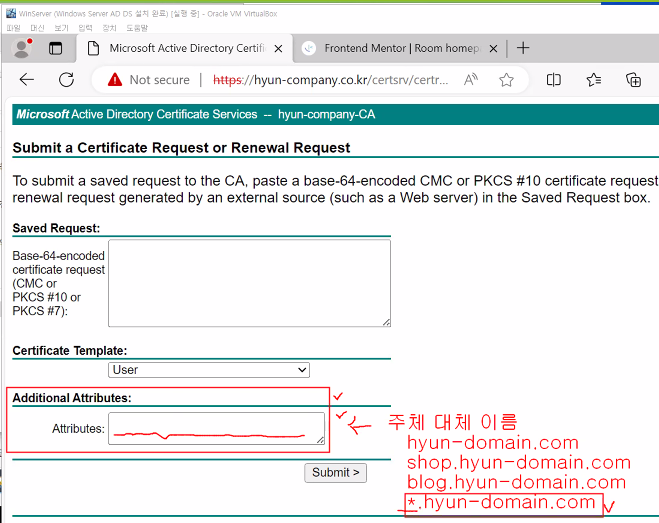 WinServer (Windows Server AD DS 설치 완료) [실행 중] - Oracle VM VirtualBox
파일 머신 보기 입력 장치 도움말
Microsoft Active Directory Certifi
Frontend Mentor | Room homep
Not secure | https://hyun-company.co.kr/certsrv/certr...
Microsoft Active Directory Certificate Services -- hyun-company-CA
Submit a Certificate Request or Renewal Request
To submit a saved request to the CA, paste a base-64-encoded CMC or PKCS #10 certificate request
renewal request generated by an external source (such as a Web server) in the Saved Request box.
Saved Request:
Base-64-encoded
certificate request
(CMC or
PKCS #10 or
PKCS #7):
Certificate Template:
User
Additional Attributes:
Attributes:
주체 대체 이름
hyun-domain.com
shop.hyun-domain.com
blog.hyun-domain.com
*.hyun-domain.com
Submit >